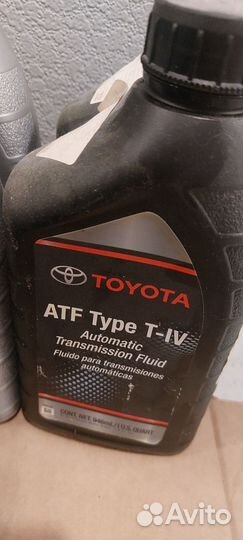 TOYOTA
ATF Type T-IV
Automatic
Transmission Fluid
Fluido para transmisiones
automáticas
CONT. NET. 946mL/1 U.S. QUART
Avito